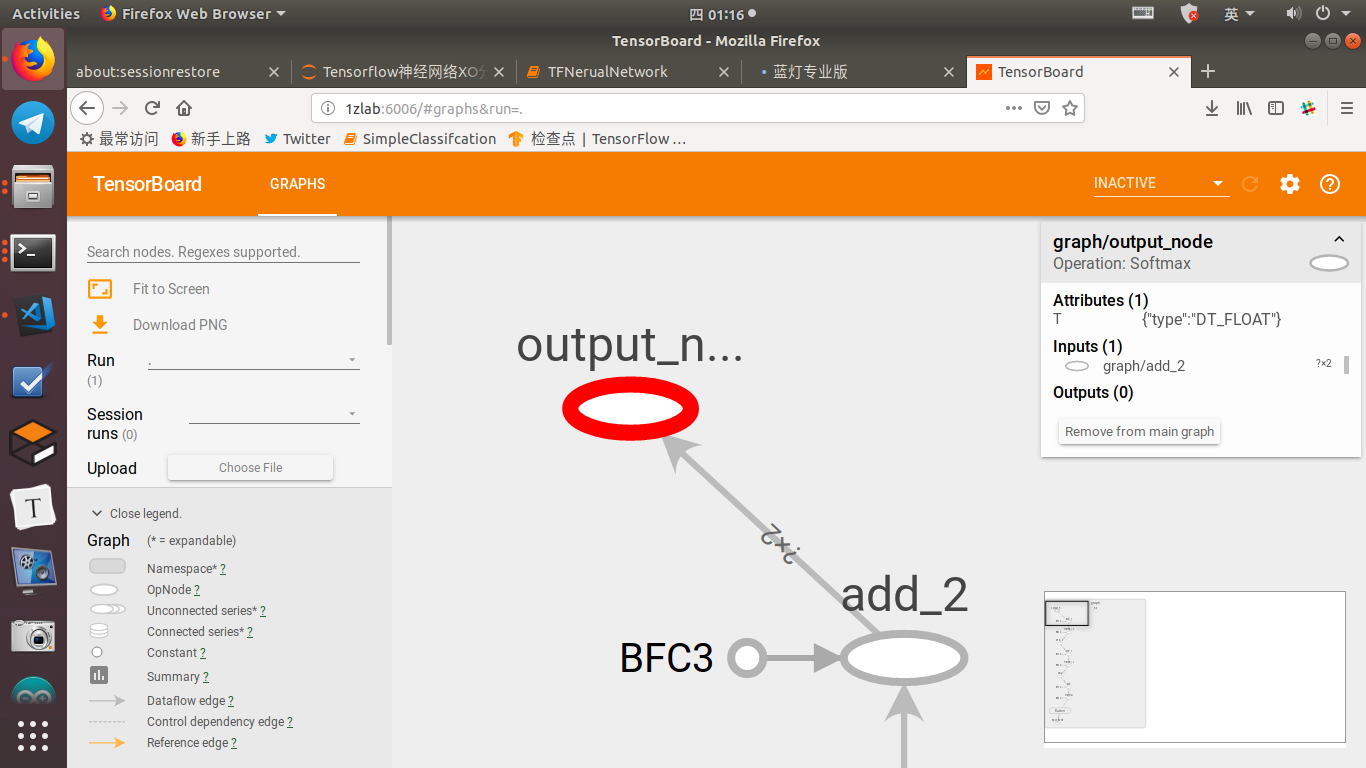 Activities
Firefox Web Browser
四 01:16
英
TensorBoard - Mozilla Firefox
about:sessionrestore
Tensorflow神经网络XO
TFNerualNetwork
蓝灯专业版
TensorBoard
1zlab:6006/#graphs&run=.
最常访问
新手上路
Twitter
SimpleClassifcation
检查点 | TensorFlow ...
TensorBoard
GRAPHS
INACTIVE
Search nodes. Regexes supported.
Fit to Screen
Download PNG
Run
(1)
.
Session
runs (0)
Upload
Choose File
Close legend.
Graph
(* = expandable)
Namespace* ?
OpNode ?
Unconnected series* ?
Connected series* ?
Constant ?
Summary ?
Dataflow edge ?
Control dependency edge ?
Reference edge ?
output_n...
?×2
add_2
BFC3
graph/output_node
Operation: Softmax
Attributes (1)
T
{"type":"DT_FLOAT"}
Inputs (1)
graph/add_2
?×2
Outputs (0)
Remove from main graph